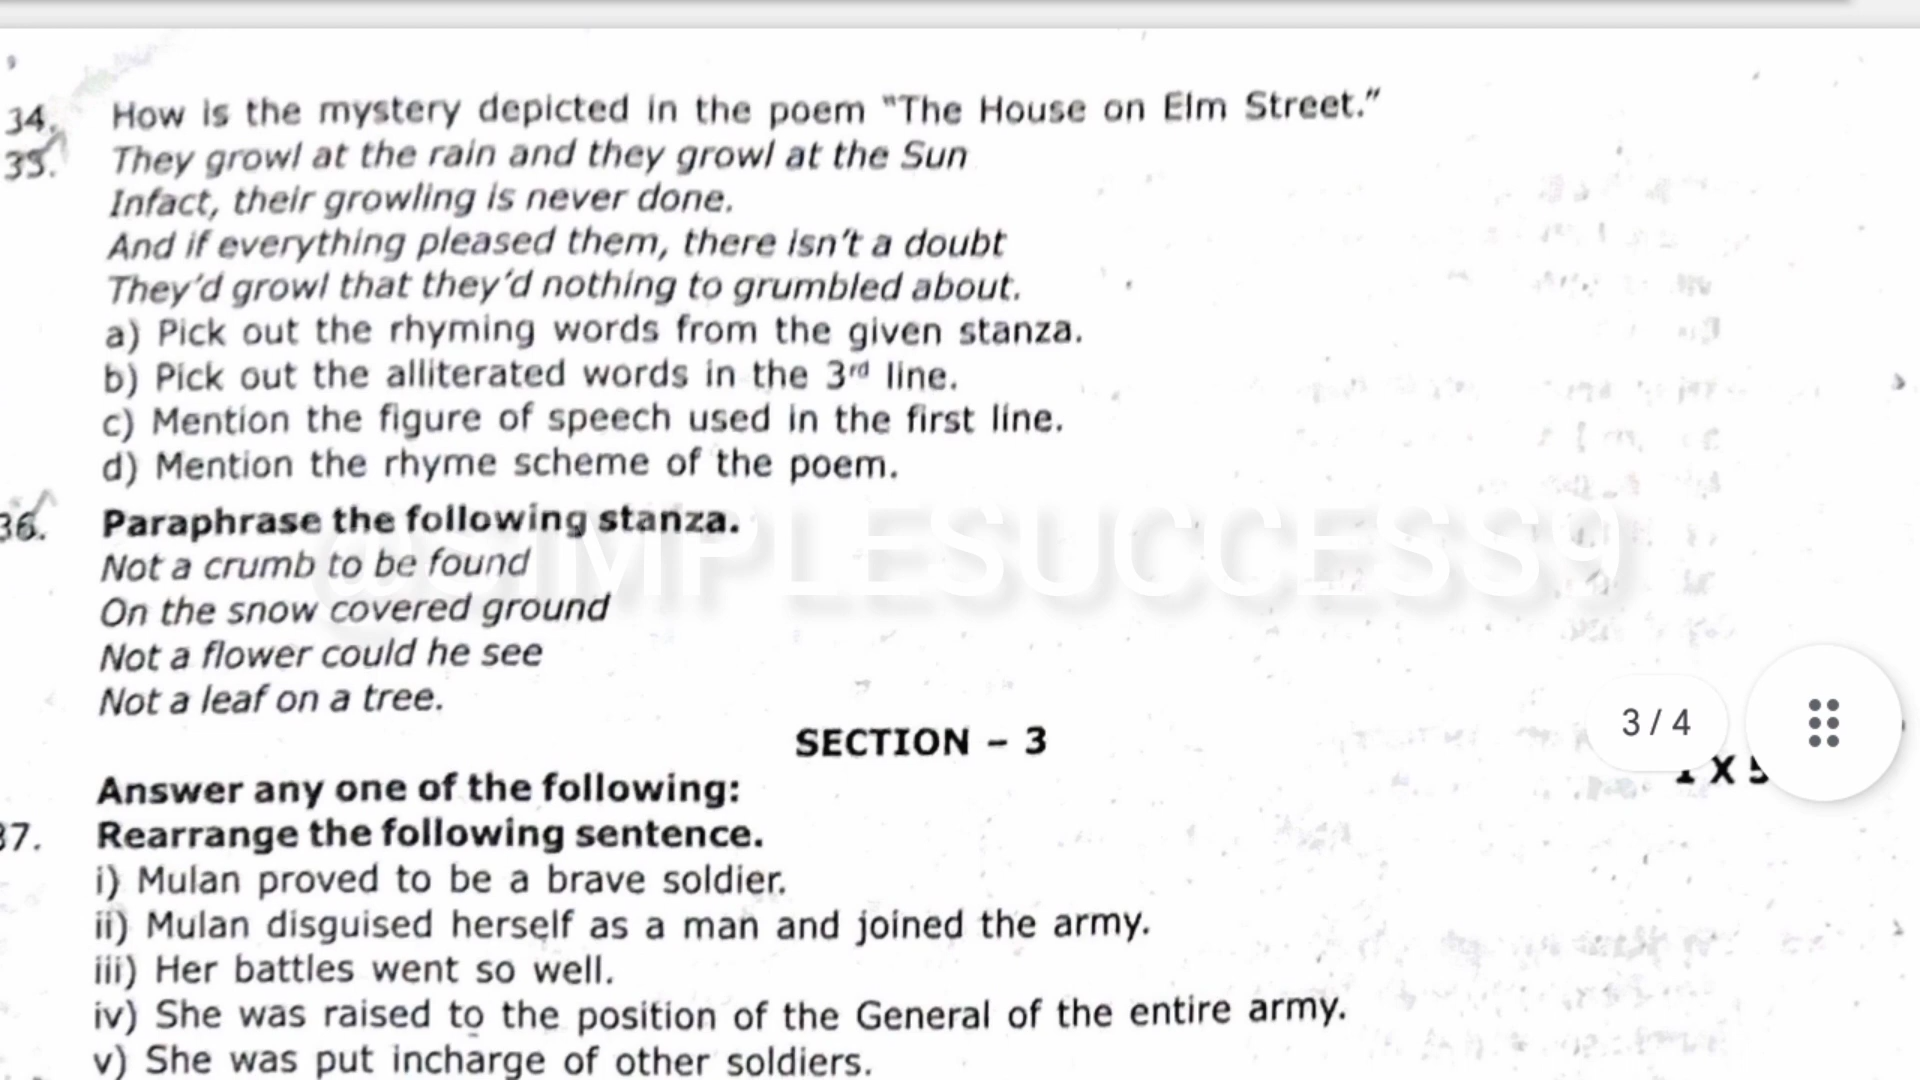 34. How is the mystery depicted in the poem "The House on Elm Street."
35. They growl at the rain and they growl at the Sun
Infact, their growling is never done.
And if everything pleased them, there isn't a doubt
They'd growl that they'd nothing to grumbled about.
a) Pick out the rhyming words from the given stanza.
b) Pick out the alliterated words in the 3rd line.
c) Mention the figure of speech used in the first line.
d) Mention the rhyme scheme of the poem.
36. Paraphrase the following stanza.
@SIMPLESUCCESS9
Not a crumb to be found
On the snow covered ground
Not a flower could he see
Not a leaf on a tree.
3 / 4
SECTION – 3
Answer any one of the following: 1 X 5
37. Rearrange the following sentence.
i) Mulan proved to be a brave soldier.
ii) Mulan disguised herself as a man and joined the army.
iii) Her battles went so well.
iv) She was raised to the position of the General of the entire army.
v) She was put incharge of other soldiers.